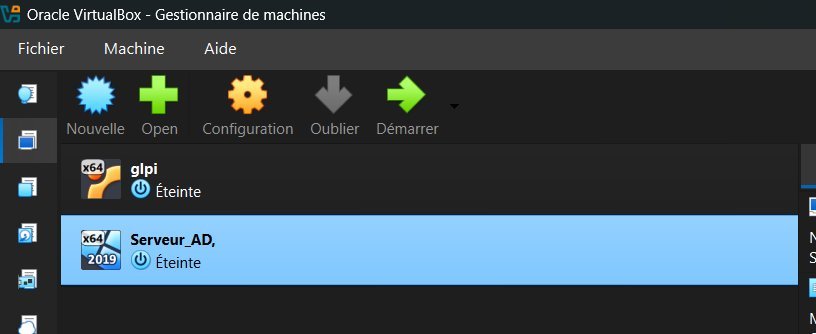 Oracle VirtualBox - Gestionnaire de machines
Fichier Machine Aide
Nouvelle Open Configuration Oublier Démarrer
x64 glpi
Éteinte
x64 Serveur_AD,
2019 Éteinte
N
S
M